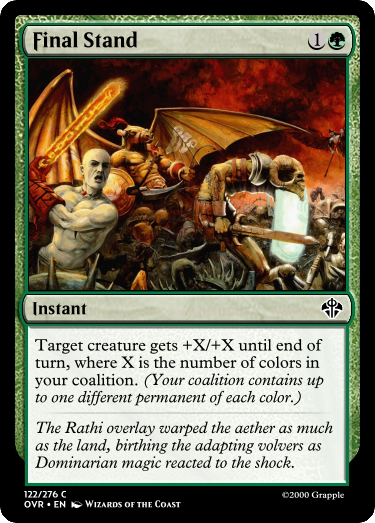 Final Stand 1
Instant
Target creature gets +X/+X until end of
turn, where X is the number of colors in
your coalition. (Your coalition contains up
to one different permanent of each color.)
The Rathi overlay warped the aether as much
as the land, birthing the adapting volvers as
Dominarian magic reacted to the shock.
122/276 C
OVR • EN Wizards of the Coast ©2000 Grapple